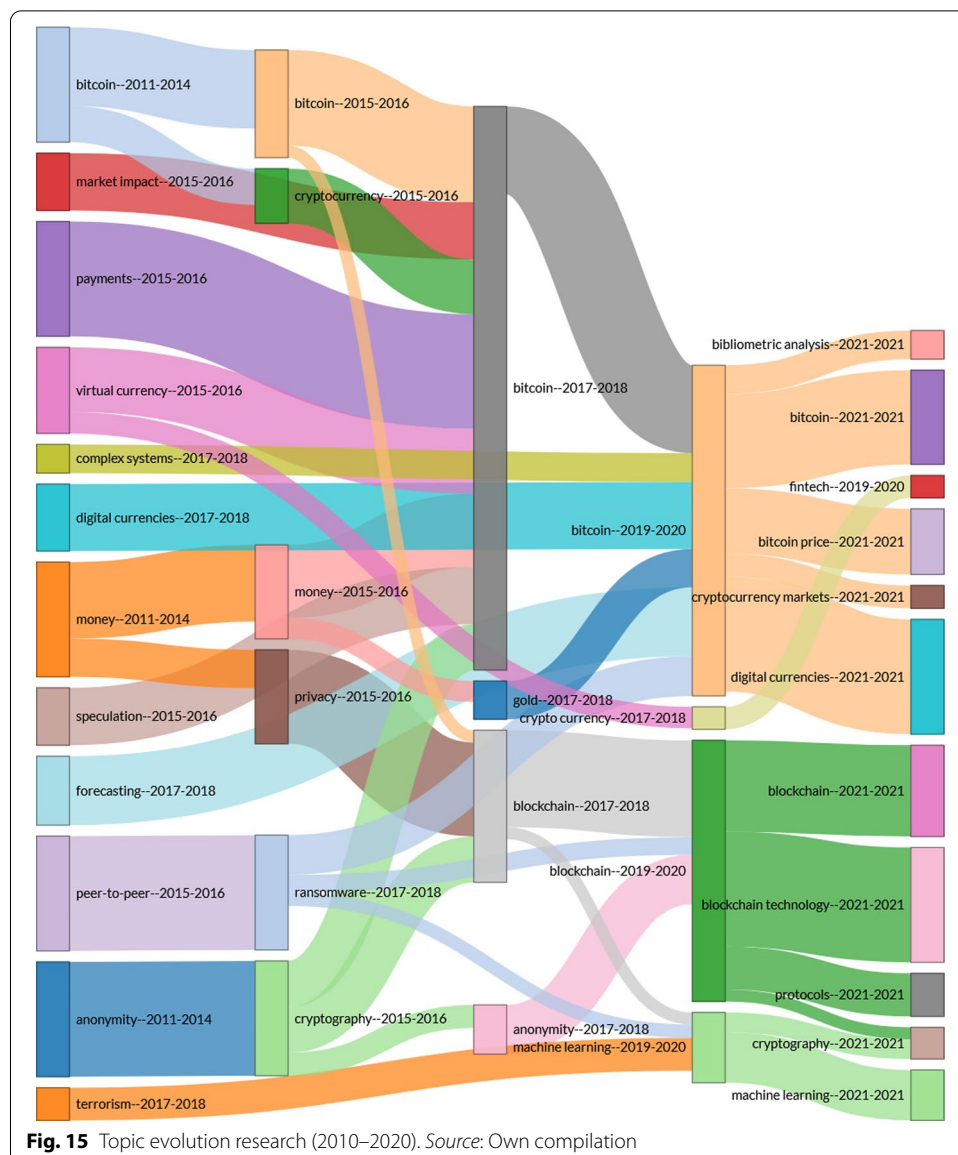 bitcoin--2011-2014
bitcoin--2015-2016
market impact--2015-2016
cryptocurrency--2015-2016
payments--2015-2016
virtual currency--2015-2016
bitcoin--2017-2018
complex systems--2017-2018
digital currencies--2017-2018
money--2011-2014
money--2015-2016
speculation--2015-2016
privacy--2015-2016
gold--2017-2018
crypto currency--2017-2018
forecasting--2017-2018
blockchain--2017-2018
peer-to-peer--2015-2016
ransomware--2017-2018
anonymity--2011-2014
cryptography--2015-2016
anonymity--2017-2018
machine learning--2019-2020
terrorism--2017-2018
bitcoin--2019-2020
blockchain--2019-2020
bibliometric analysis--2021-2021
bitcoin--2021-2021
fintech--2019-2020
bitcoin price--2021-2021
cryptocurrency markets--2021-2021
digital currencies--2021-2021
blockchain--2021-2021
blockchain technology--2021-2021
protocols--2021-2021
cryptography--2021-2021
machine learning--2021-2021
Fig. 15 Topic evolution research (2010–2020). Source: Own compilation